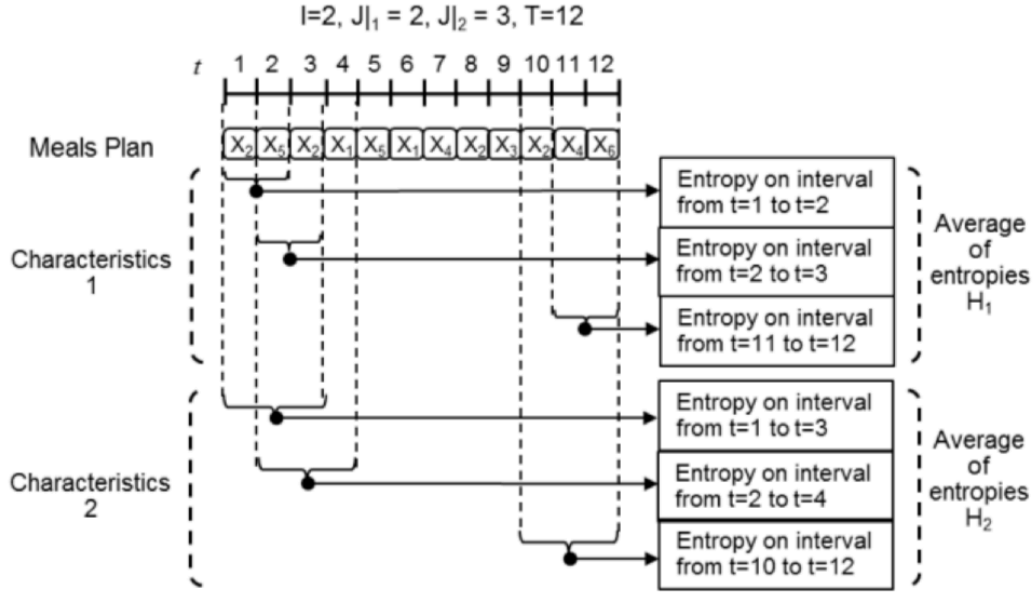 I=2, J|₁ = 2, J|₂ = 3, T=12
t 1 2 3 4 5 6 7 8 9 10 11 12
Meals Plan X₂ X₅ X₂ X₁ X₅ X₁ X₄ X₂ X₃ X₂ X₄ X₆
Characteristics
1
Entropy on interval
from t=1 to t=2
Entropy on interval
from t=2 to t=3
Entropy on interval
from t=11 to t=12
Average
of
entropies
H₁
Characteristics
2
Entropy on interval
from t=1 to t=3
Entropy on interval
from t=2 to t=4
Entropy on interval
from t=10 to t=12
Average
of
entropies
H₂